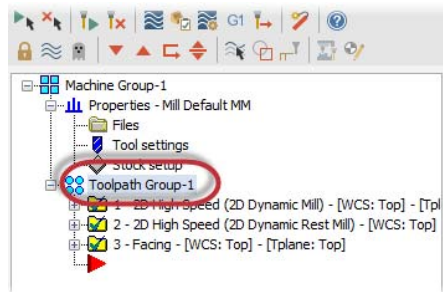 G1
Machine Group-1
Properties - Mill Default MM
Files
Tool settings
Stock setup
Toolpath Group-1
1 - 2D High Speed (2D Dynamic Mill) - [WCS: Top] - [Tpl
2 - 2D High Speed (2D Dynamic Rest Mill) - [WCS: Top]
3 - Facing - [WCS: Top] - [Tplane: Top]